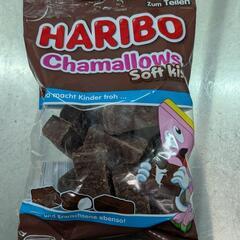 Zum Teilen
HARIBO
Chamallows
Soft ki
macht Kinder froh ...
und Erwachsene ebenso!